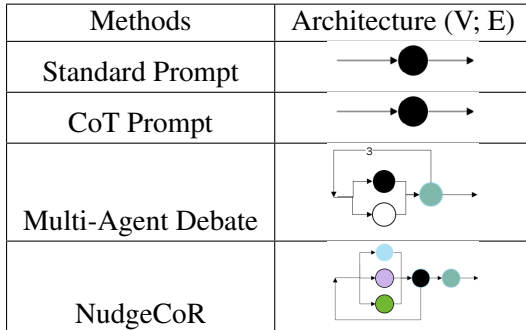 Methods Architecture (V; E)
Standard Prompt
CoT Prompt
3
Multi-Agent Debate
NudgeCoR